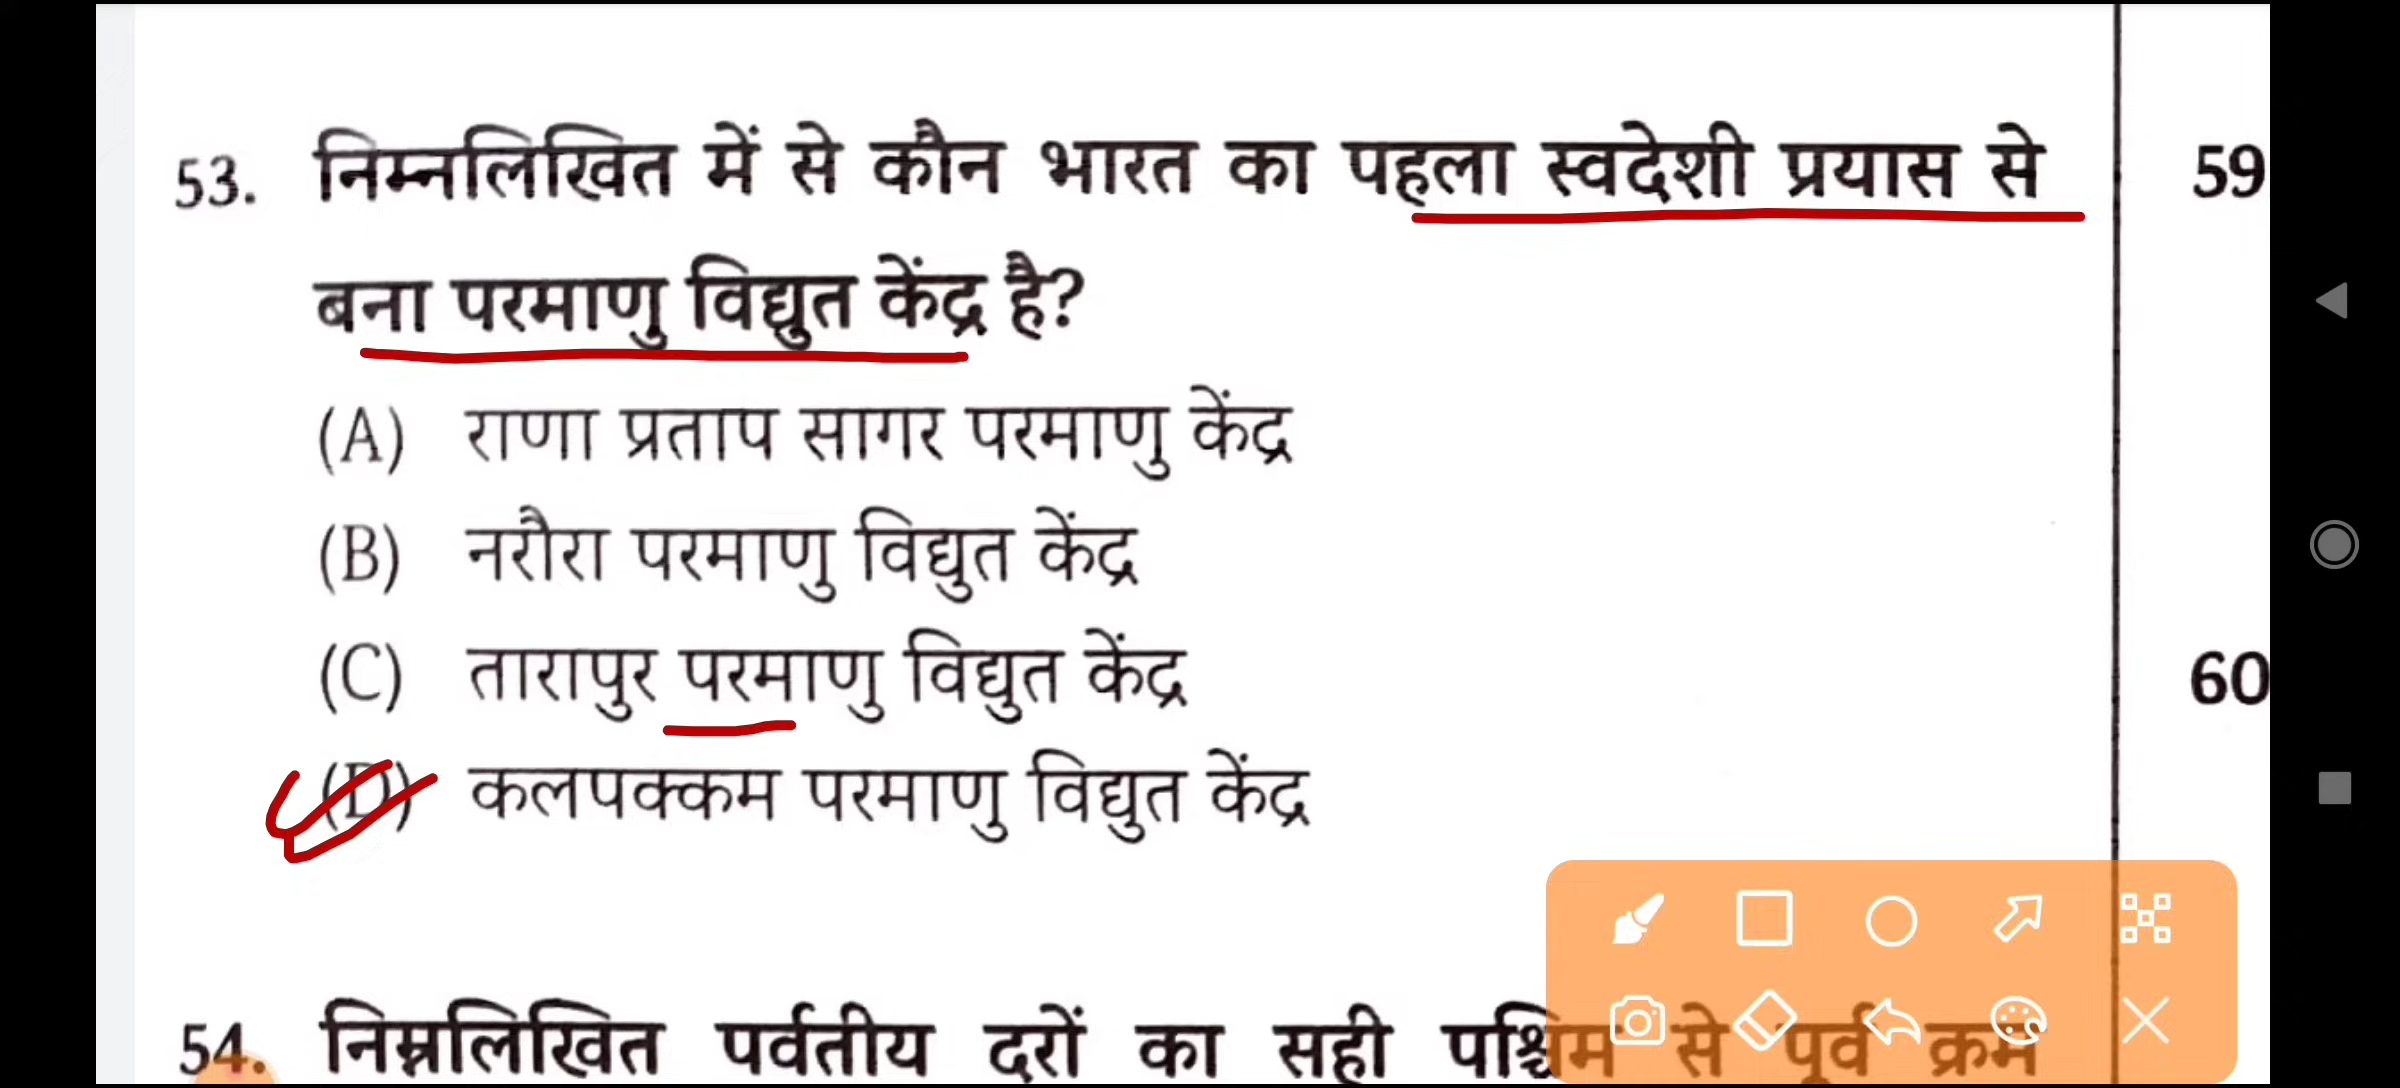 53. निम्नलिखित में से कौन भारत का पहला स्वदेशी प्रयास से
बना परमाणु विद्युत केंद्र है?
(A) राणा प्रताप सागर परमाणु केंद्र
(B) नरौरा परमाणु विद्युत केंद्र
(C) तारापुर परमाणु विद्युत केंद्र
(D) कलपक्कम परमाणु विद्युत केंद्र
54. निम्नलिखित पर्वतीय दरों का सही पश्चिम से पूर्व क्रम
59
60